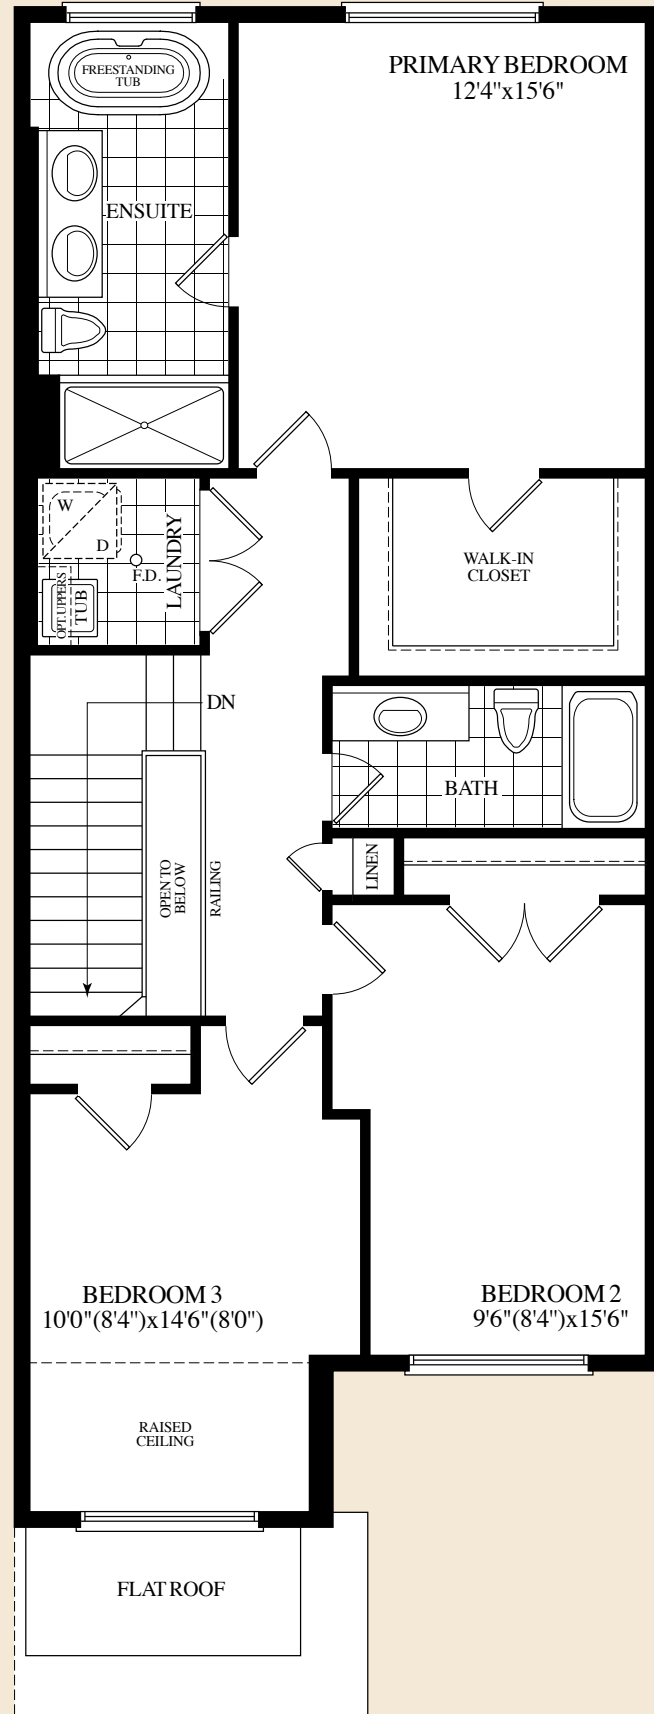 FREESTANDING
TUB
PRIMARY BEDROOM
12'4"x15'6"
ENSUITE
W
D
F.D.
LAUNDRY
OPT. UPPERS
TUB
WALK-IN
CLOSET
DN
BATH
OPEN TO
BELOW
RAILING
LINEN
BEDROOM 3
10'0"(8'4")x14'6"(8'0")
BEDROOM 2
9'6"(8'4")x15'6"
RAISED
CEILING
FLAT ROOF